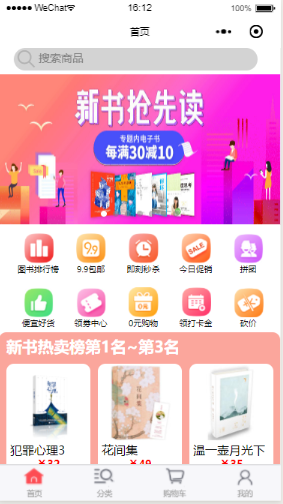 WeChat 16:12 100%
首页
搜索商品
新书抢先读
专题内电子书
每满30减10
图书排行榜 9.9包邮 即刻秒杀 今日促销 拼团
便宜好货 领券中心 0元购物 领打卡金 砍价
新书热卖榜第1名~第3名
犯罪心理3 花间集 温一壶月光下
¥32 ¥49 ¥35
首页 分类 购物车 我的